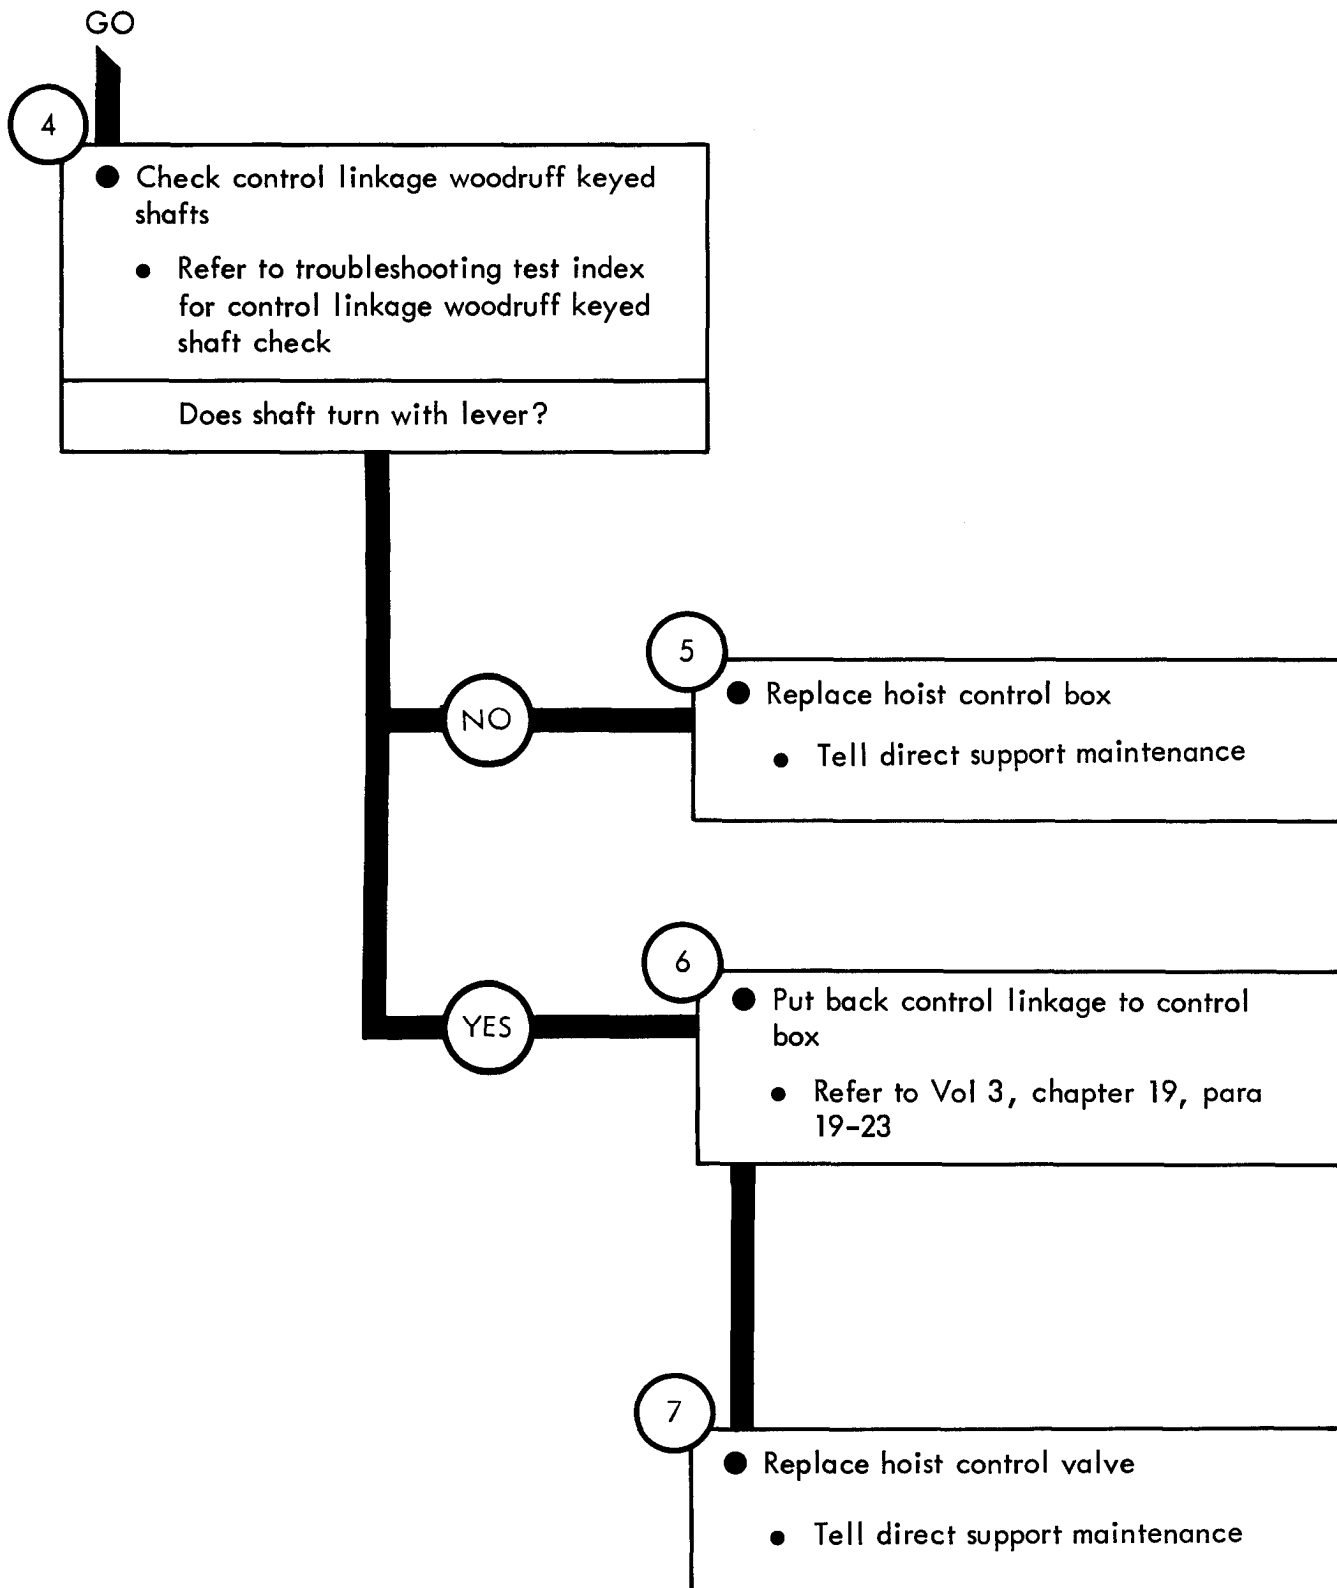 GO
4
● Check control linkage woodruff keyed
shafts
● Refer to troubleshooting test index
for control linkage woodruff keyed
shaft check
Does shaft turn with lever?
NO
5
● Replace hoist control box
● Tell direct support maintenance
YES
6
● Put back control linkage to control
box
● Refer to Vol 3, chapter 19, para
19-23
7
● Replace hoist control valve
● Tell direct support maintenance